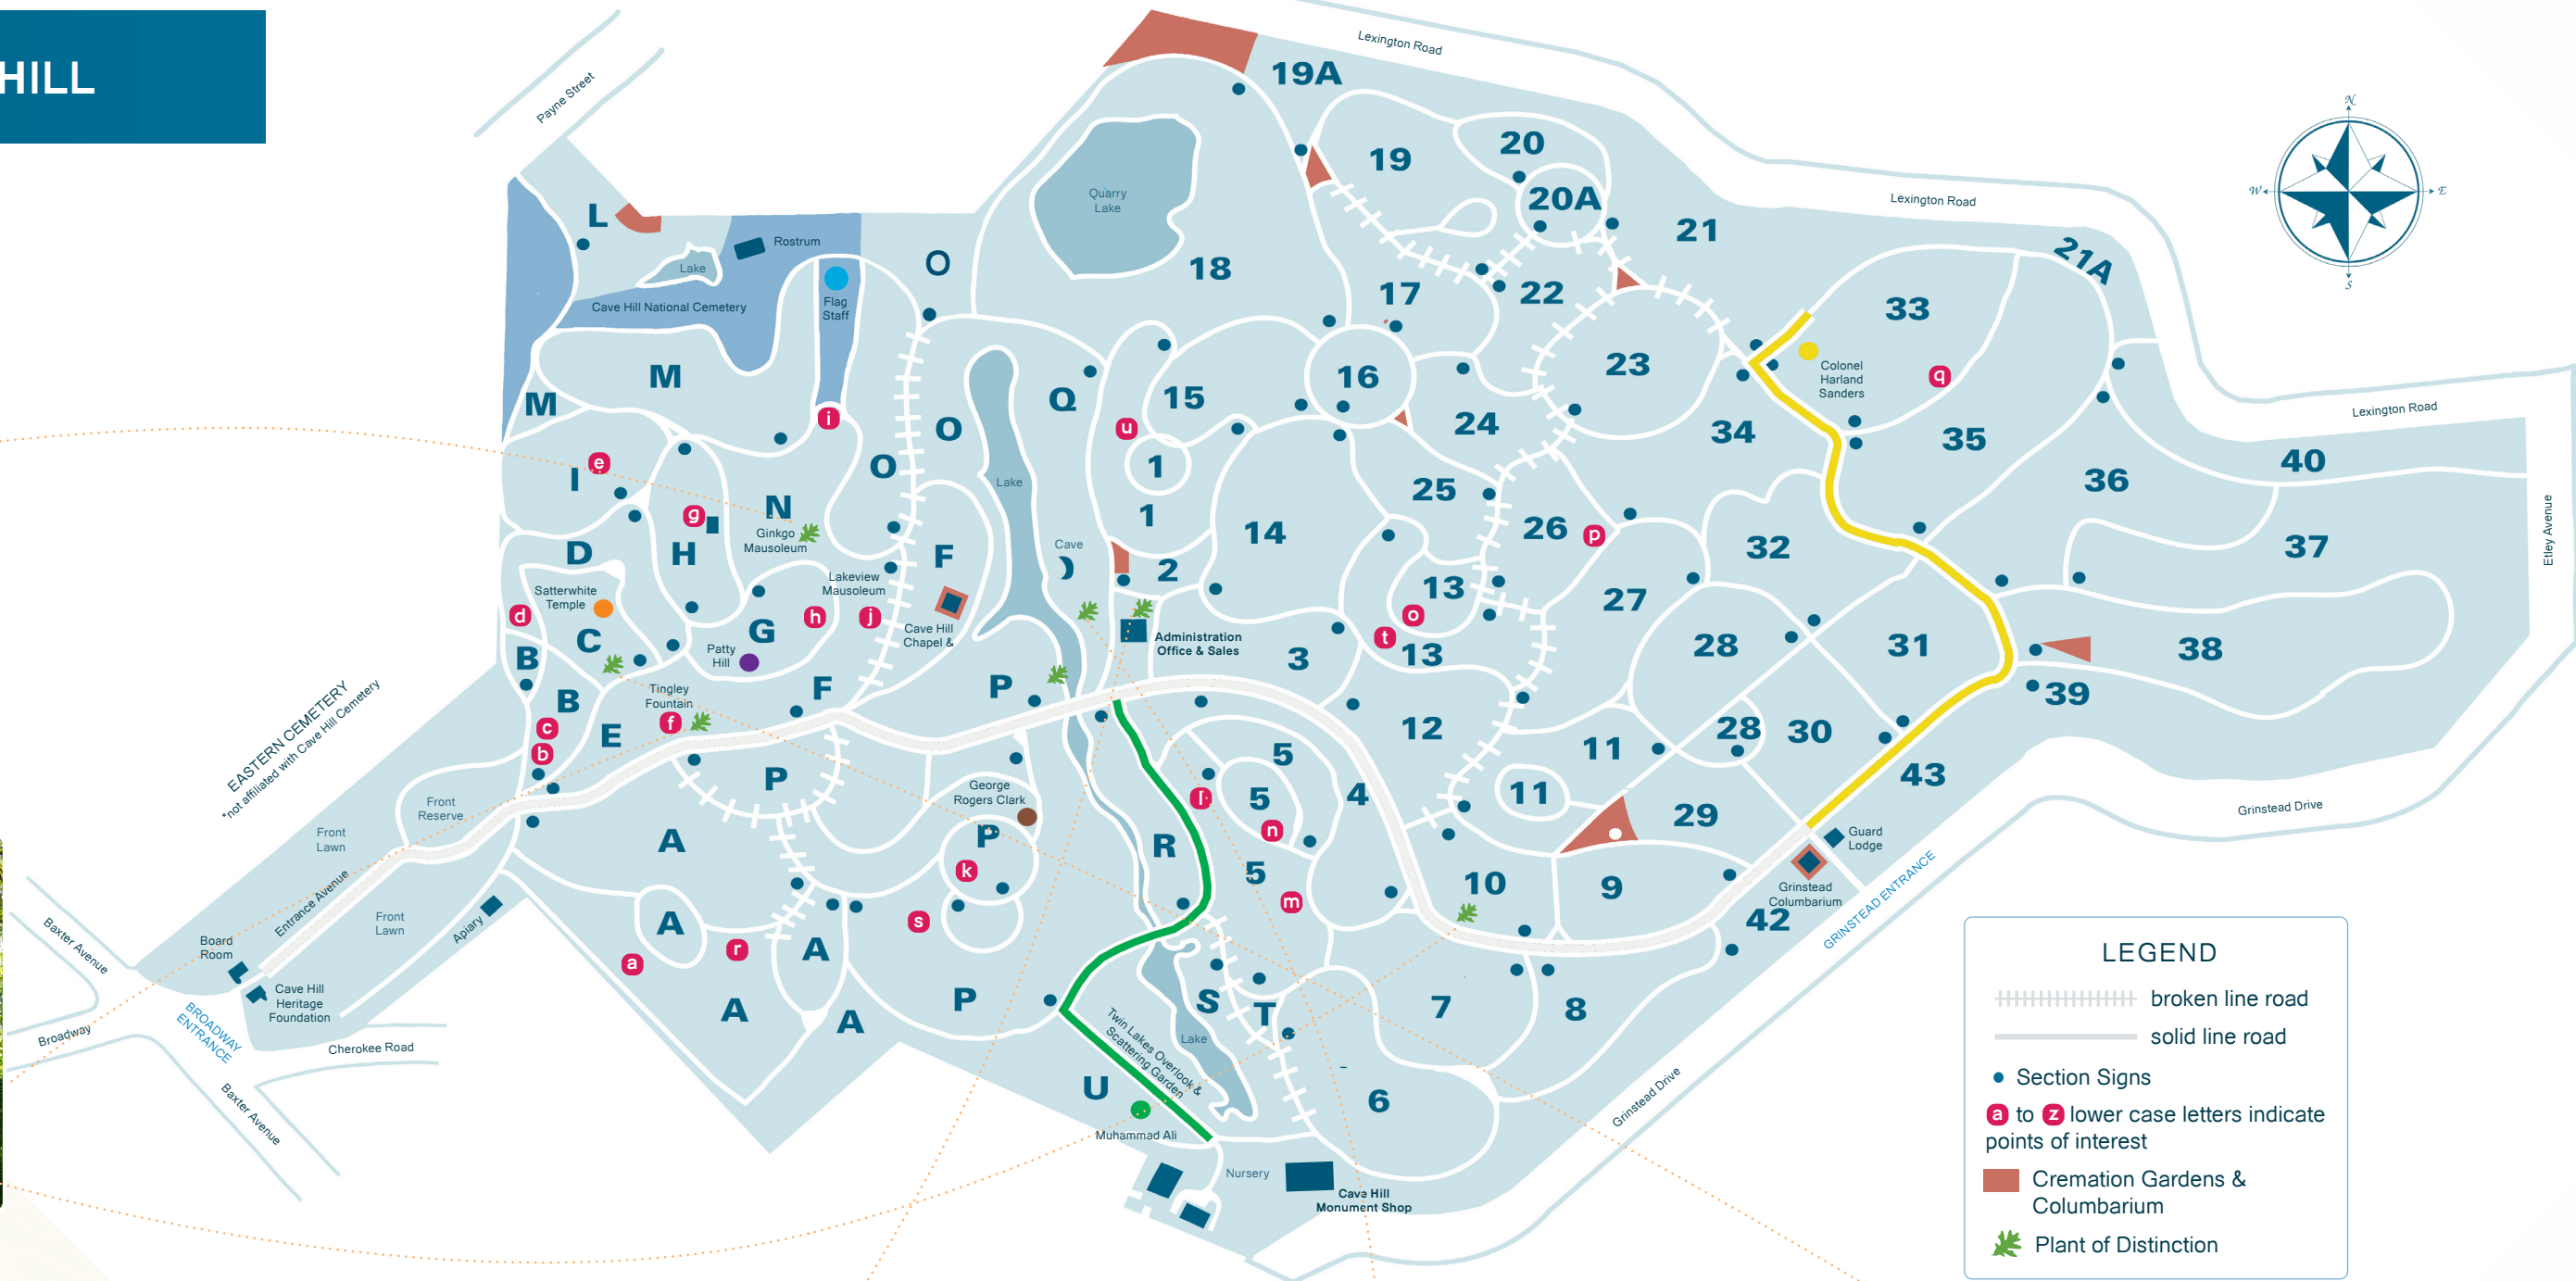 HILL
Payne Street
Lexington Road
19A
19
20
20A
21
Lexington Road
N
W
E
S
Quarry
Lake
18
17
22
21A
33
L
Lake
Rostrum
Cave Hill National Cemetery
Flag
Staff
O
M
M
i
O
O
Q
u
15
1
1
16
24
23
34
Colonel
Harland
Sanders
q
35
36
40
Lexington Road
Etley Avenue
I
e
g
N
Ginkgo
Mausoleum
H
D
Satterwhite
Temple
d
C
B
B
c
b
E
G
h
Lakeview
Mausoleum
j
Patty
Hill
F
F
Cave Hill
Chapel &
Lake
Cave
2
14
25
26
p
13
o
t
13
27
32
37
38
31
28
28
30
39
43
Administration
Office & Sales
3
12
P
Tingley
Fountain
f
P
EASTERN CEMETERY
*not affiliated with Cave Hill Cemetery
Front
Reserve
Front
Lawn
Front
Lawn
Entrance Avenue
Board
Room
Cave Hill
Heritage
Foundation
Apiary
BROADWAY
ENTRANCE
Baxter Avenue
Broadway
Cherokee Road
Baxter Avenue
A
A
a
r
A
A
A
George
Rogers Clark
P
k
s
P
R
l
5
5
n
5
m
4
11
11
29
10
9
Guard
Lodge
Grinstead
Columbarium
42
GRINSTEAD ENTRANCE
Grinstead Drive
Grinstead Drive
S
T
Lake
Twin Lakes Overlook &
Scattering Garden
U
Muhammad Ali
7
8
6
Nursery
Cave Hill
Monument Shop
LEGEND
broken line road
solid line road
Section Signs
a to z lower case letters indicate
points of interest
Cremation Gardens &
Columbarium
Plant of Distinction